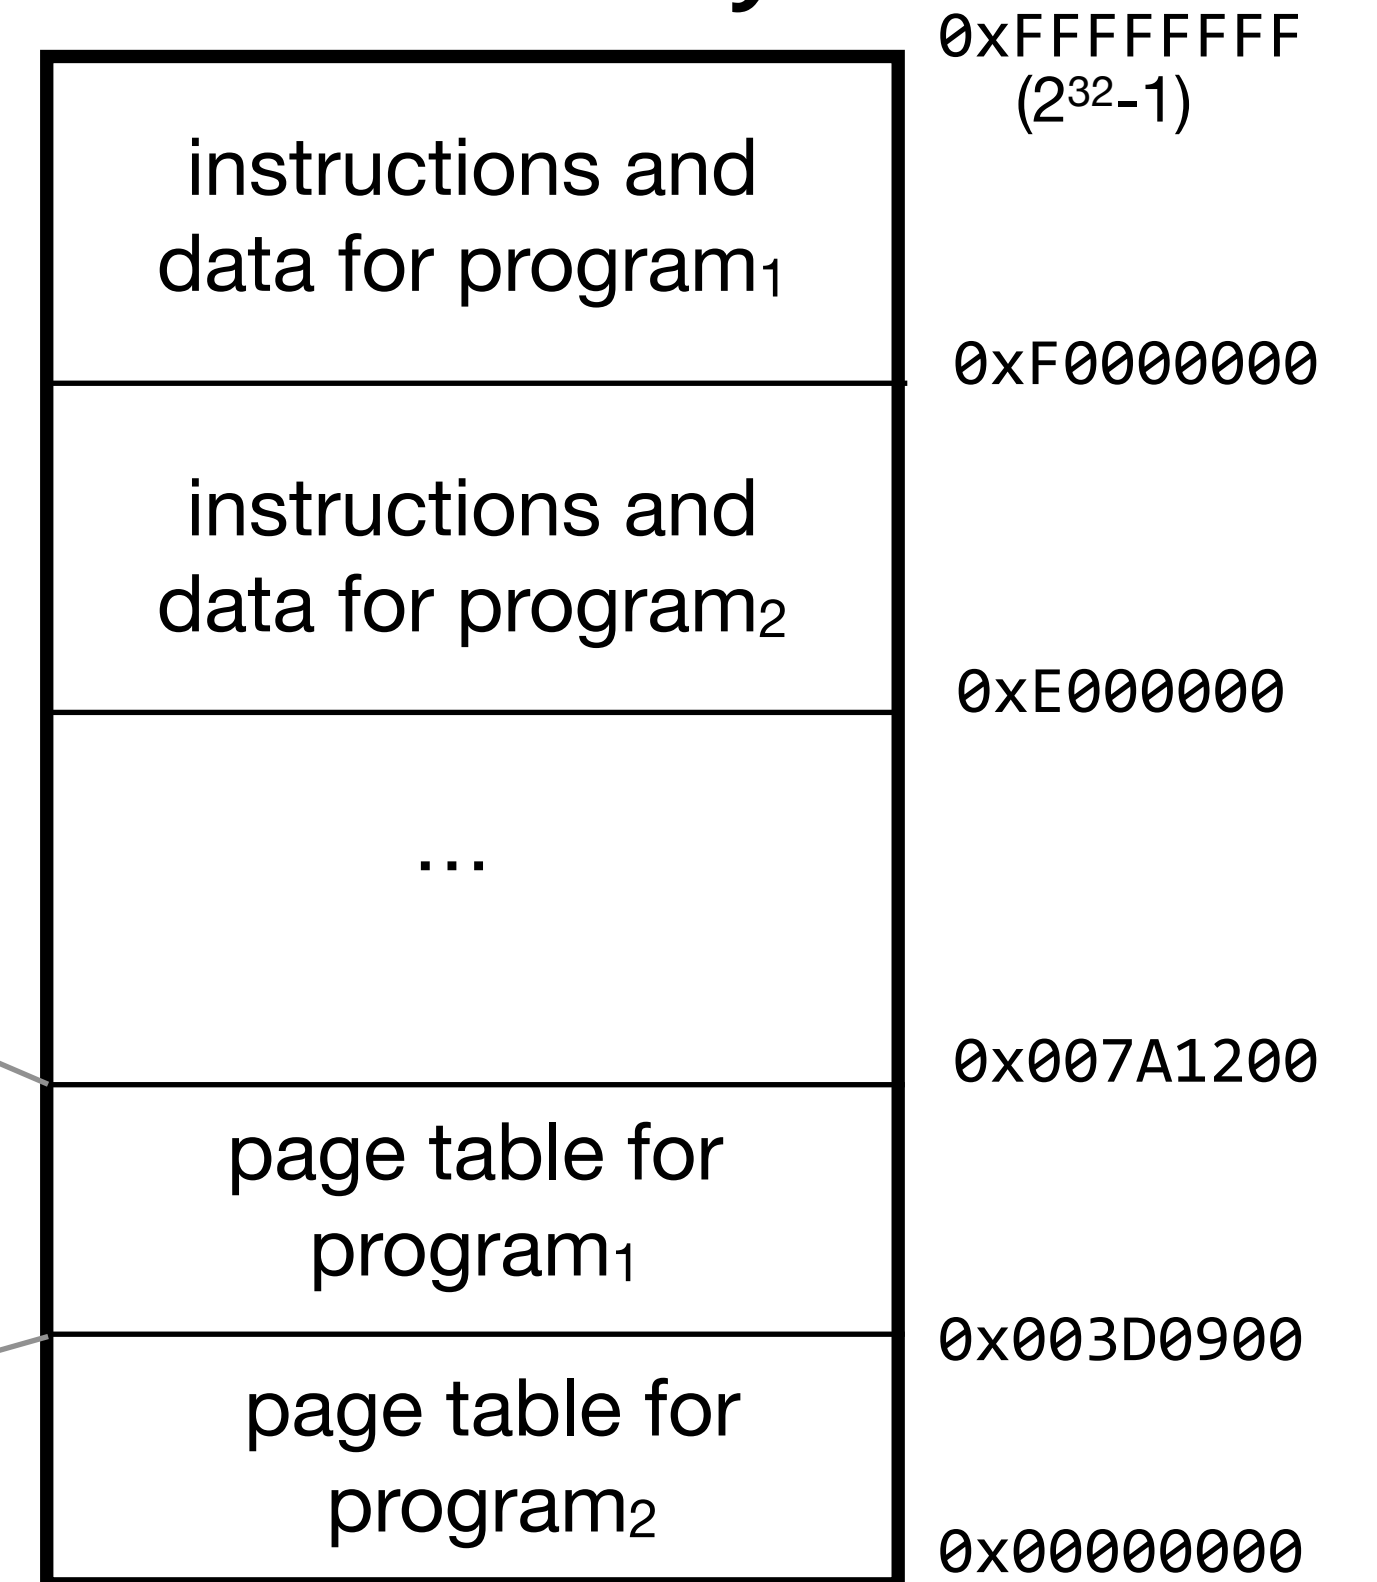 0xFFFFFFFF
(2³²-1)
instructions and
data for program₁
0xF0000000
instructions and
data for program₂
0xE000000
...
0x007A1200
page table for
program₁
0x003D0900
page table for
program₂
0x00000000